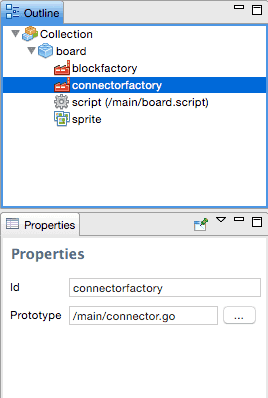 Outline
Collection
board
blockfactory
connectorfactory
script (/main/board.script)
sprite
Properties
Properties
Id connectorfactory
Prototype /main/connector.go ...